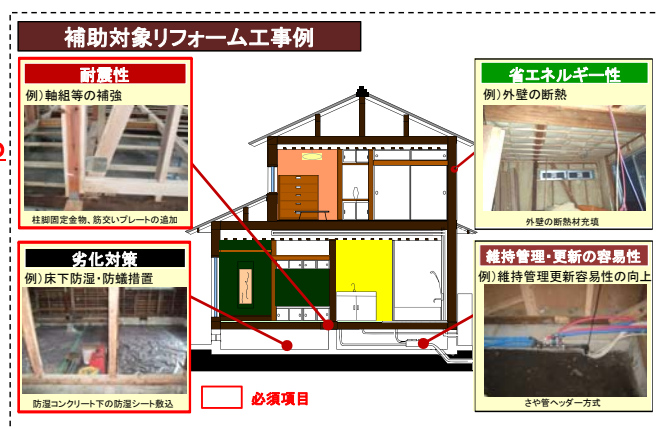 補助対象リフォーム工事例
耐震性
例）軸組等の補強
柱脚固定金物、筋交いプレートの追加
省エネルギー性
例）外壁の断熱
外壁の断熱材充填
劣化対策
例）床下防湿・防蟻措置
防湿コンクリート下の防湿シート敷込
維持管理・更新の容易性
例）維持管理更新容易性の向上
さや管ヘッダー方式
必須項目